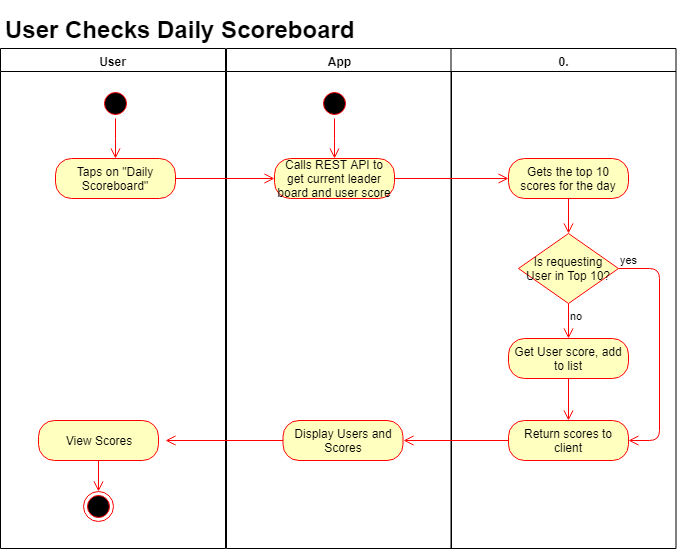 User Checks Daily Scoreboard
User
App
0.
Taps on "Daily
Scoreboard"
Calls REST API to
get current leader
board and user score
Gets the top 10
scores for the day
Is requesting
User in Top 10?
yes
no
Get User score, add
to list
View Scores
Display Users and
Scores
Return scores to
client